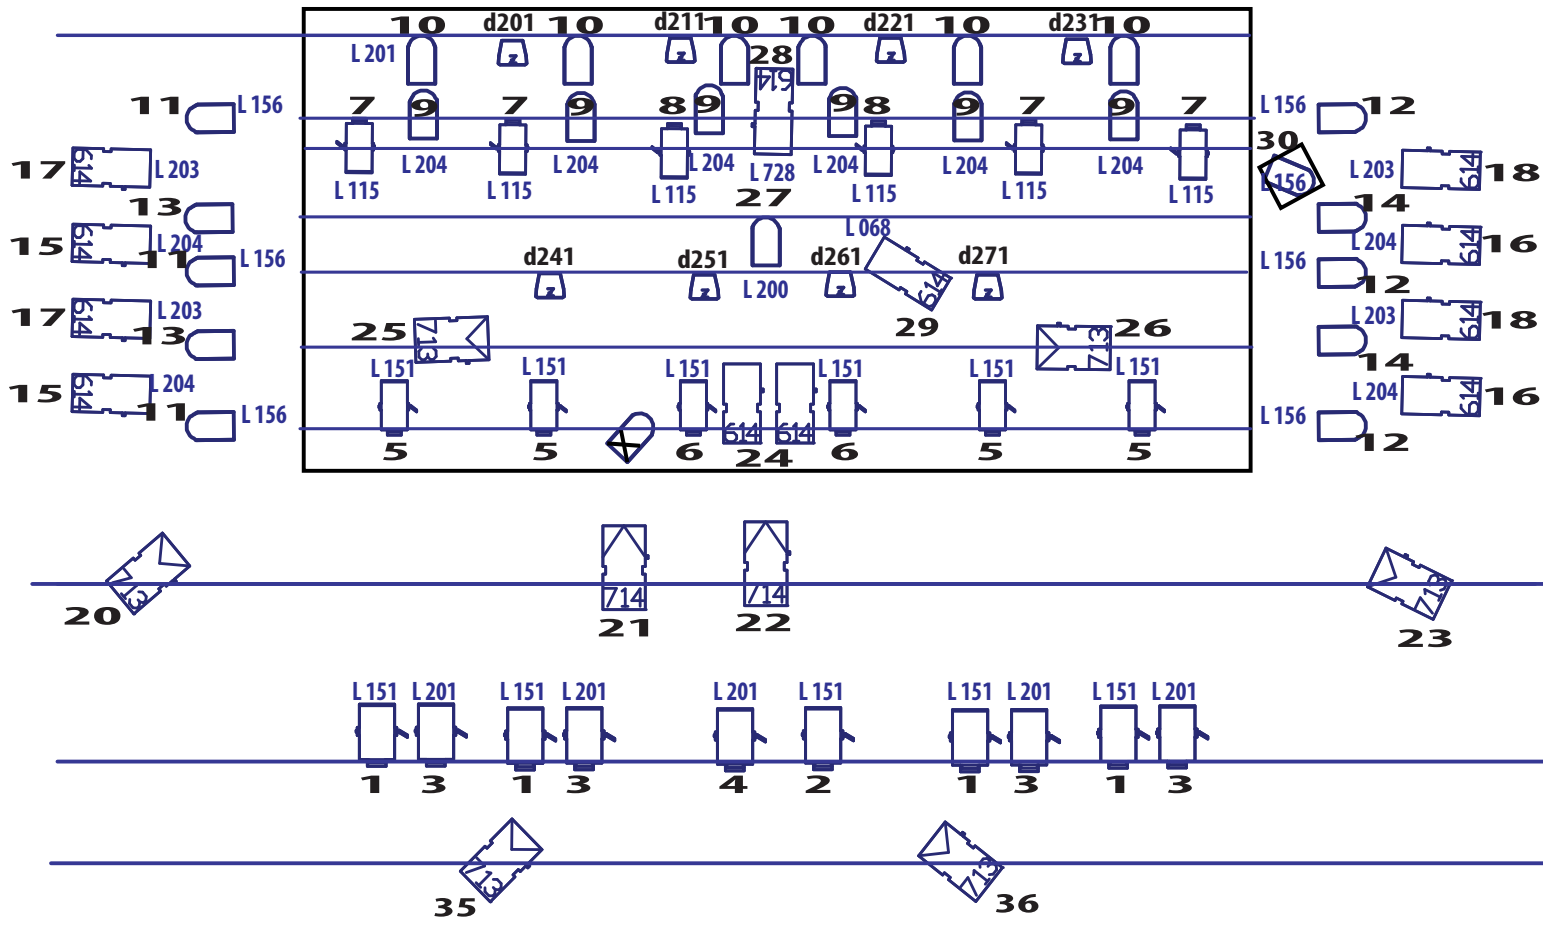 10 d201 10 d211 10 10 d221 10 d231 10
L 201 z z 28 z z
614
11 L 156 7 9 7 9 8 9 9 8 9 7 9 7 L 156 12
30
17 614 L 203 L 204 L 204 L 204 L 204 L 204 L 204 L 156 L 203 614 18
L 115 L 115 L 115 L 728 L 115 L 115 L 115
13 27 14
15 614 L 204 L 068 L 204 614 16
11 L 156 d241 d251 d261 d271 L 156 12
z z L 200 z z
614
17 614 L 203 29 L 203 614 18
13 25 713 713 26 14
L 151 L 151 L 151 L 151 L 151 L 151
15 614 L 204 L 204 614 16
11 L 156 X 614 614 L 156 12
5 5 6 24 6 5 5
20 713 714 714 713 23
21 22
L 151 L 201 L 151 L 201 L 201 L 151 L 151 L 201 L 151 L 201
1 3 1 3 4 2 1 3 1 3
713 713
35 36